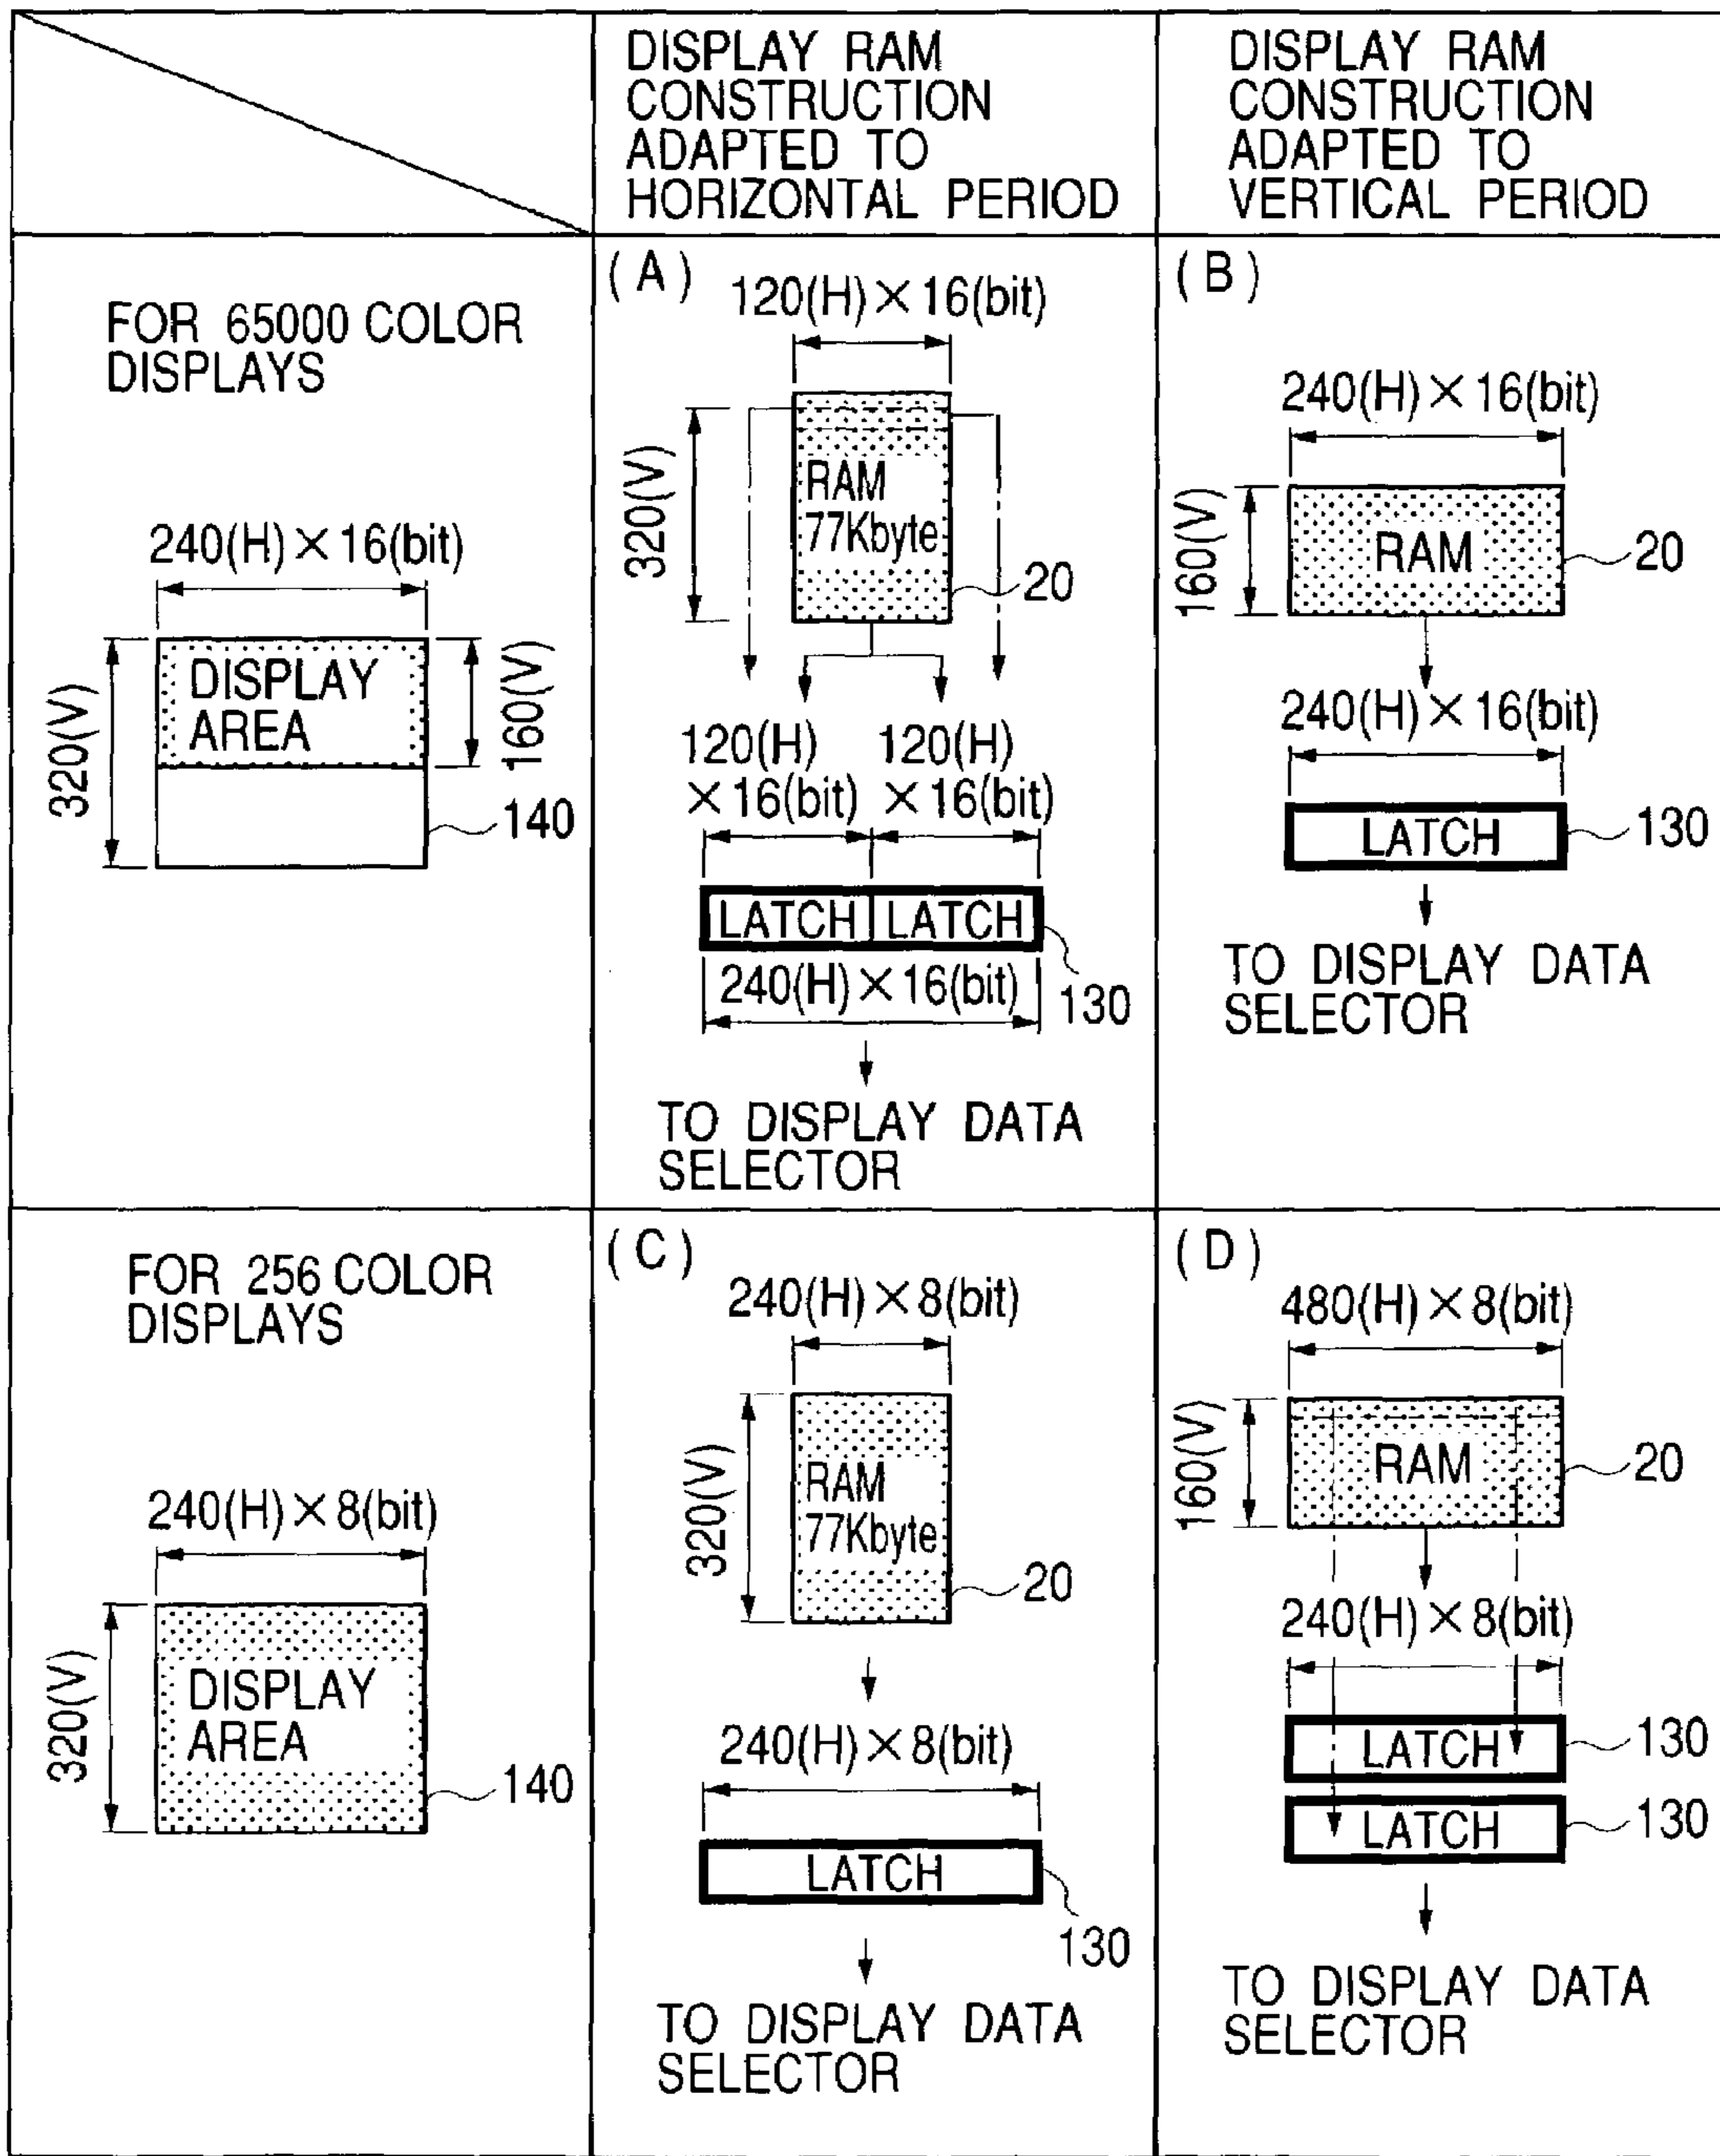 DISPLAY RAM
CONSTRUCTION
ADAPTED TO
HORIZONTAL PERIOD
DISPLAY RAM
CONSTRUCTION
ADAPTED TO
VERTICAL PERIOD
FOR 65000 COLOR
DISPLAYS
240(H)×16(bit)
320(V)
DISPLAY
AREA
160(V)
140
(A)
120(H)×16(bit)
320(V)
RAM
77Kbyte
20
120(H)
×16(bit)
120(H)
×16(bit)
LATCH
LATCH
240(H)×16(bit)
130
TO DISPLAY DATA
SELECTOR
(B)
240(H)×16(bit)
160(V)
RAM
20
240(H)×16(bit)
LATCH
130
TO DISPLAY DATA
SELECTOR
FOR 256 COLOR
DISPLAYS
240(H)×8(bit)
320(V)
DISPLAY
AREA
140
(C)
240(H)×8(bit)
320(V)
RAM
77Kbyte
20
240(H)×8(bit)
LATCH
130
TO DISPLAY DATA
SELECTOR
(D)
480(H)×8(bit)
160(V)
RAM
20
240(H)×8(bit)
LATCH
130
LATCH
130
TO DISPLAY DATA
SELECTOR